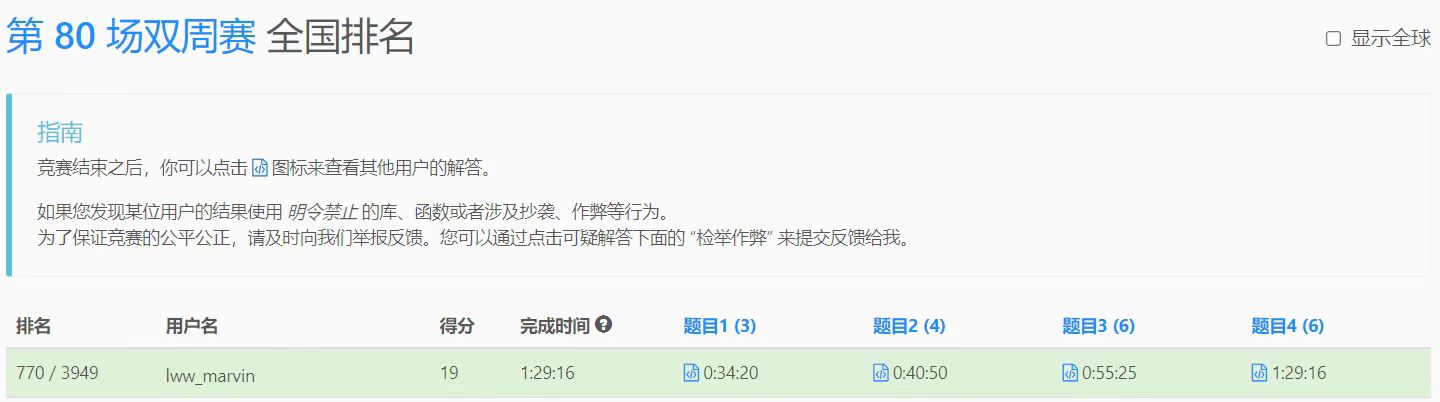 第 80 场双周赛 全国排名
显示全球
指南
竞赛结束之后，你可以点击 图标来查看其他用户的解答。
如果您发现某位用户的结果使用 明令禁止 的库、函数或者涉及抄袭、作弊等行为。
为了保证竞赛的公平公正，请及时向我们举报反馈。您可以通过点击可疑解答下面的 “检举作弊” 来提交反馈给我。
排名 用户名 得分 完成时间 题目1 (3) 题目2 (4) 题目3 (6) 题目4 (6)
770 / 3949 lww_marvin 19 1:29:16 0:34:20 0:40:50 0:55:25 1:29:16